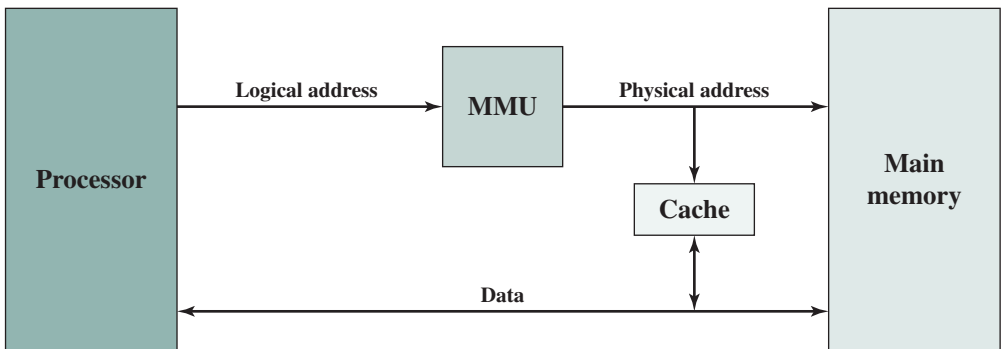 Logical address
MMU
Physical address
Processor
Main
memory
Cache
Data